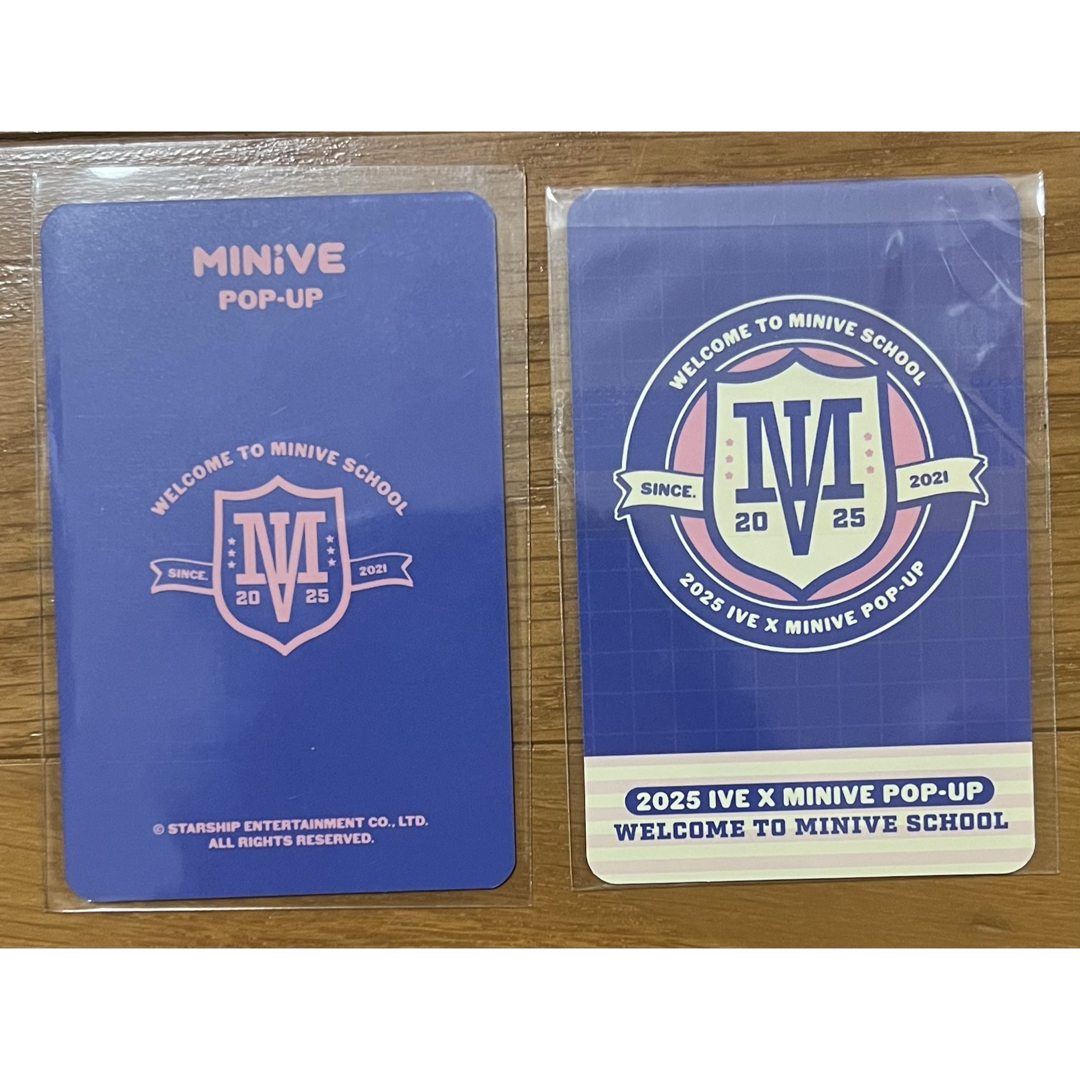 MINiVE
POP-UP
WELCOME TO MINIVE SCHOOL
MV
SINCE.
2021
20 25
© STARSHIP ENTERTAINMENT CO., LTD.
ALL RIGHTS RESERVED.
WELCOME TO MINIVE SCHOOL
MV
SINCE.
2021
20 25
2025 IVE X MINIVE POP-UP
2025 IVE X MINIVE POP-UP
WELCOME TO MINIVE SCHOOL